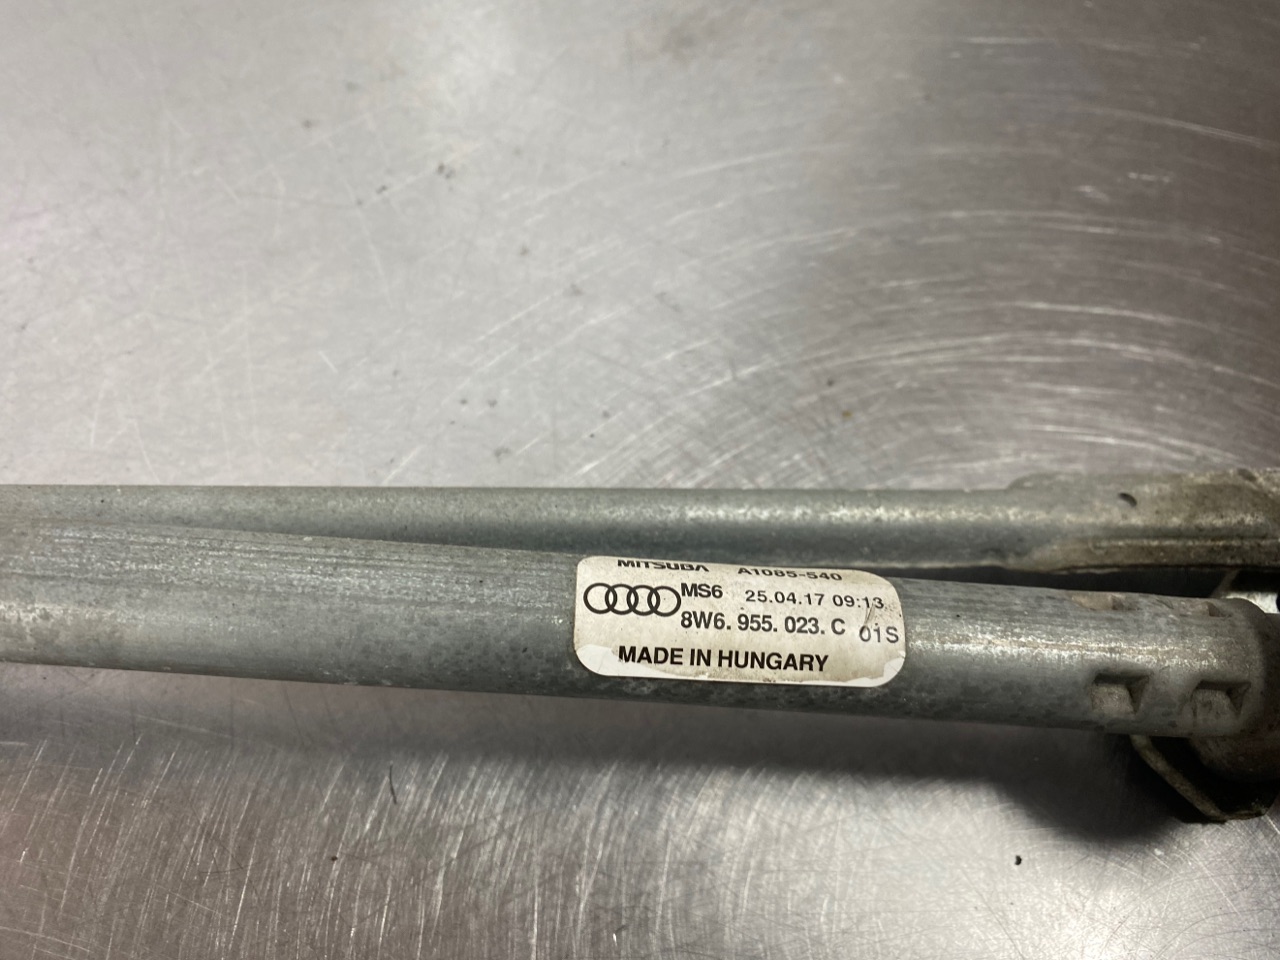 MITSUBA A1085-540
MS6 25.04.17 09:13
8W6. 955. 023. C 01S
MADE IN HUNGARY